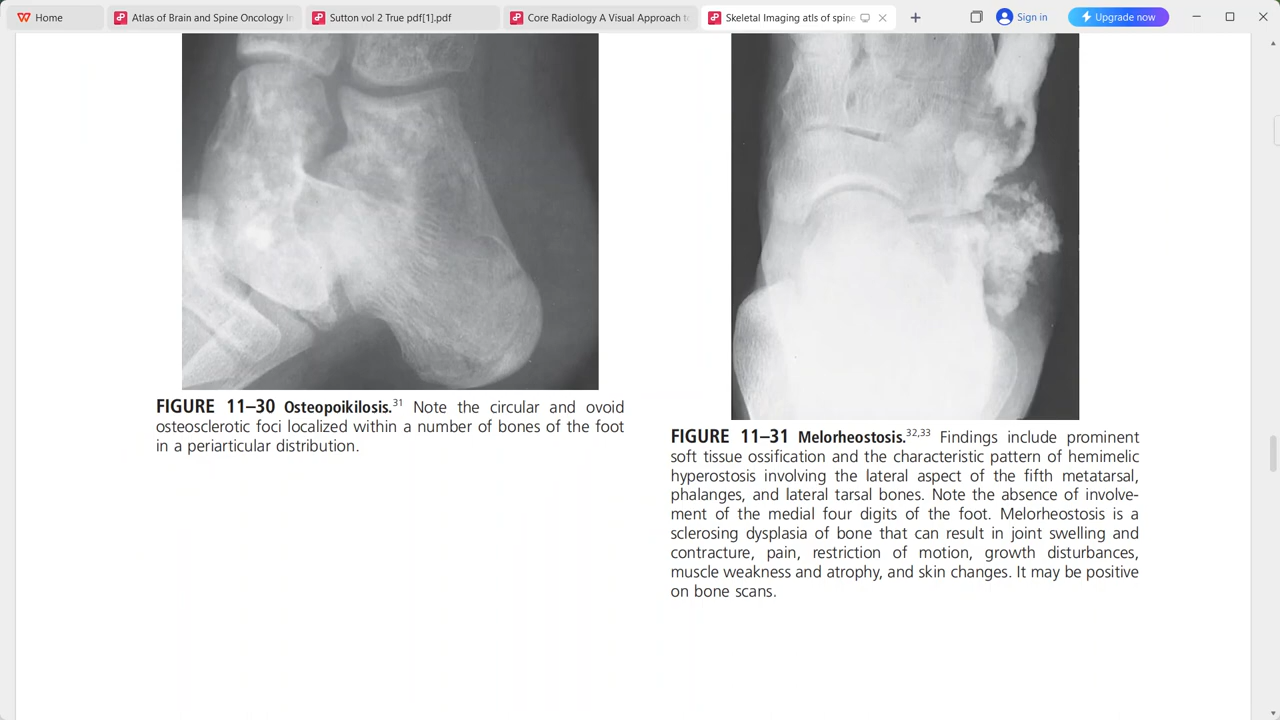 Home
Atlas of Brain and Spine Oncology I
Sutton vol 2 True pdf[1].pdf
Core Radiology A Visual Approach to
Skeletal Imaging atls of spine
Sign in
Upgrade now
FIGURE 11–30 Osteopoikilosis.31 Note the circular and ovoid
osteosclerotic foci localized within a number of bones of the foot
in a periarticular distribution.
FIGURE 11–31 Melorheostosis.32,33 Findings include prominent
soft tissue ossification and the characteristic pattern of hemimelic
hyperostosis involving the lateral aspect of the fifth metatarsal,
phalanges, and lateral tarsal bones. Note the absence of involve-
ment of the medial four digits of the foot. Melorheostosis is a
sclerosing dysplasia of bone that can result in joint swelling and
contracture, pain, restriction of motion, growth disturbances,
muscle weakness and atrophy, and skin changes. It may be positive
on bone scans.